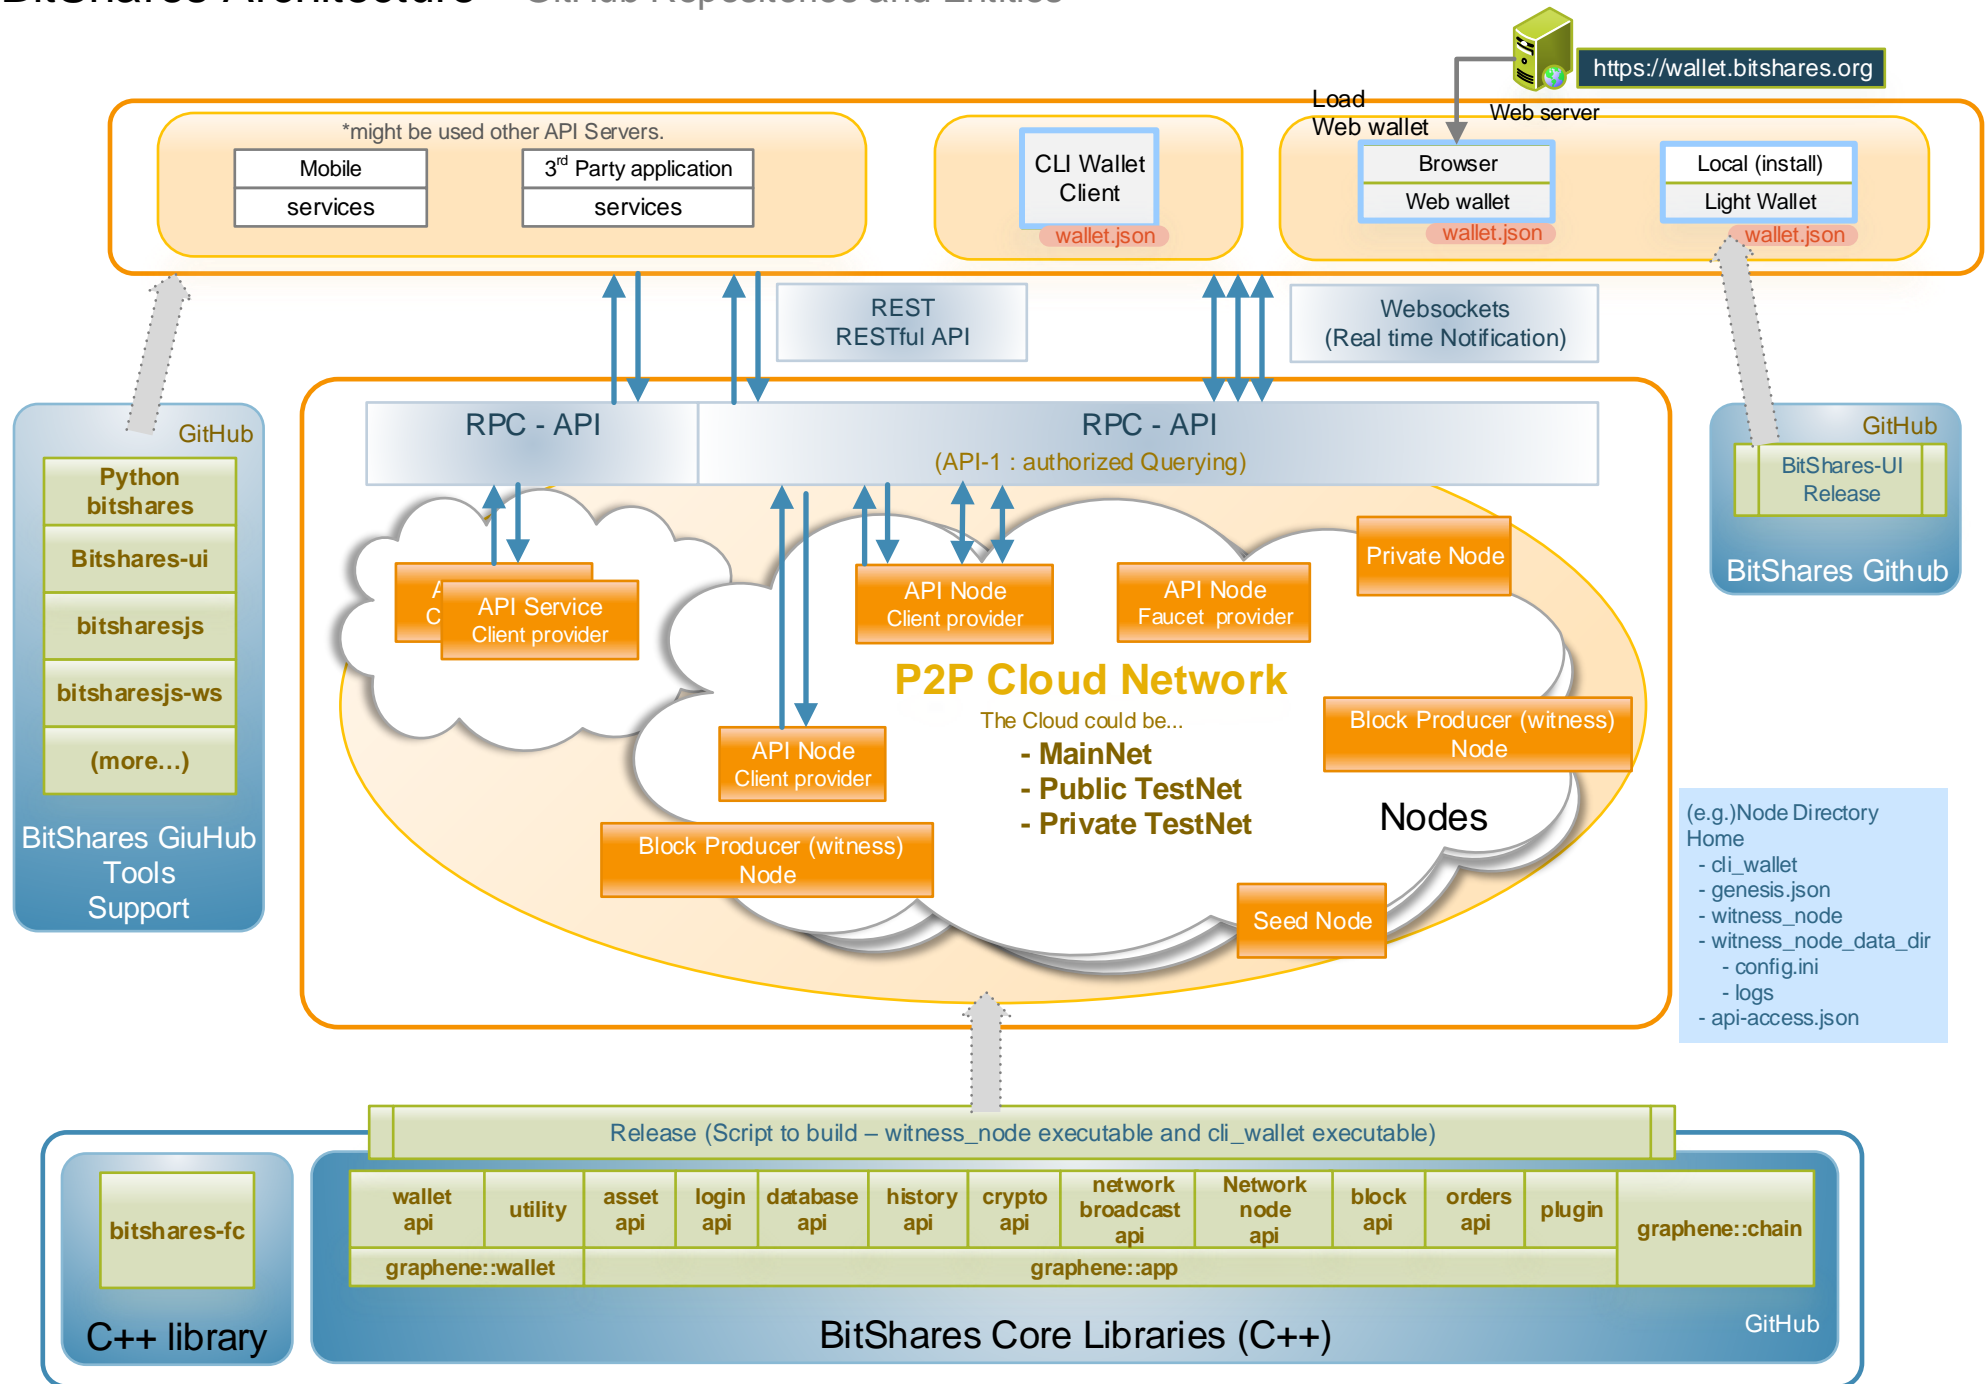 BitShares Architecture - GitHub Repositories and Entities
https://wallet.bitshares.org
Load
Web wallet
Web server
*might be used other API Servers.
Mobile
services
3rd Party application
services
CLI Wallet
Client
wallet.json
Browser
Web wallet
wallet.json
Local (install)
Light Wallet
wallet.json
REST
RESTful API
Websockets
(Real time Notification)
GitHub
Python
bitshares
Bitshares-ui
bitsharesjs
bitsharesjs-ws
(more...)
BitShares GiuHub
Tools
Support
RPC - API
RPC - API
(API-1 : authorized Querying)
GitHub
BitShares-UI
Release
BitShares Github
API Service
Client provider
API Node
Client provider
API Node
Faucet provider
Private Node
P2P Cloud Network
The Cloud could be...
- MainNet
- Public TestNet
- Private TestNet
API Node
Client provider
Block Producer (witness)
Node
Block Producer (witness)
Node
Nodes
Seed Node
(e.g.)Node Directory
Home
- cli_wallet
- genesis.json
- witness_node
- witness_node_data_dir
- config.ini
- logs
- api-access.json
Release (Script to build – witness_node executable and cli_wallet executable)
bitshares-fc
C++ library
wallet
api
utility
asset
api
login
api
database
api
history
api
crypto
api
network
broadcast
api
Network
node
api
block
api
orders
api
plugin
graphene::chain
graphene::wallet
graphene::app
BitShares Core Libraries (C++)
GitHub